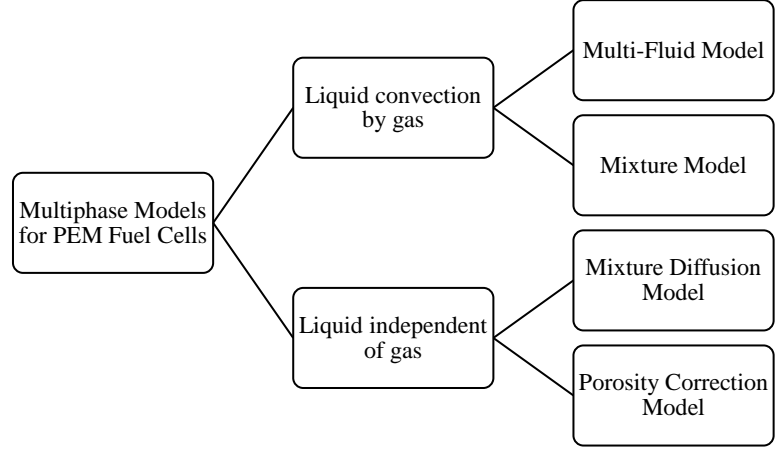 Multiphase Models
for PEM Fuel Cells
Liquid convection
by gas
Multi-Fluid Model
Mixture Model
Liquid independent
of gas
Mixture Diffusion
Model
Porosity Correction
Model